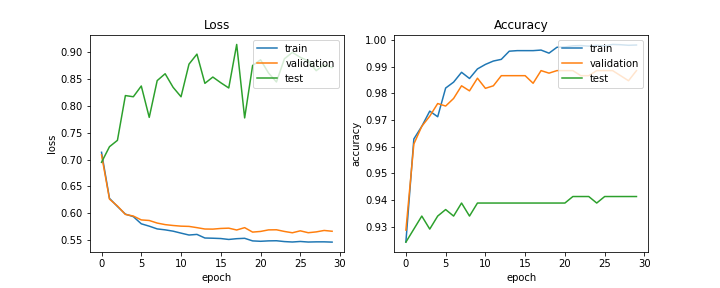 Loss
train
validation
test
0.90
0.85
0.80
0.75
0.70
0.65
0.60
0.55
loss
0
5
10
15
20
25
30
epoch
Accuracy
train
validation
test
1.00
0.99
0.98
0.97
0.96
0.95
0.94
0.93
accuracy
0
5
10
15
20
25
30
epoch